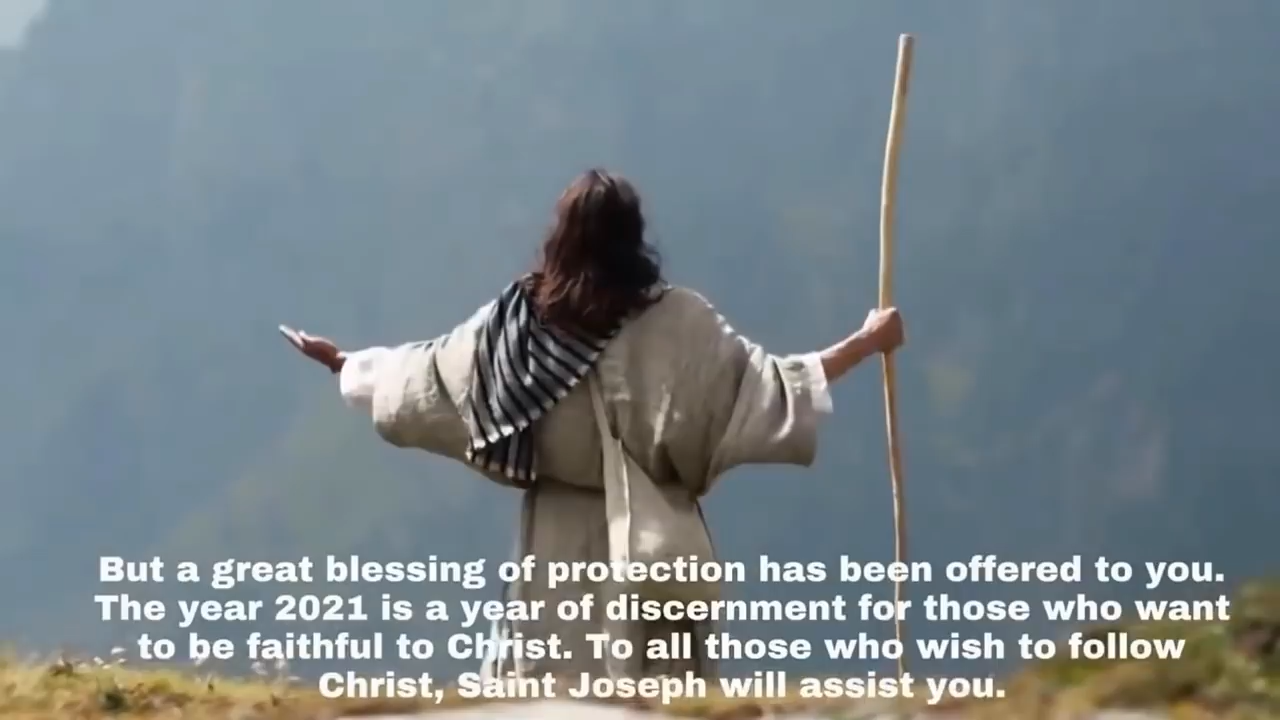 But a great blessing of protection has been offered to you.
The year 2021 is a year of discernment for those who want
to be faithful to Christ. To all those who wish to follow
Christ, Saint Joseph will assist you.